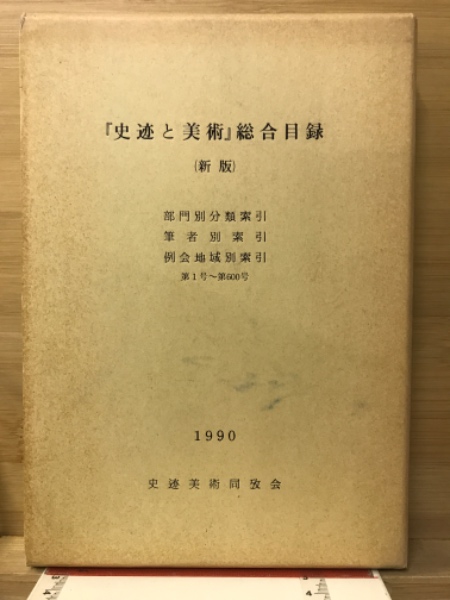 『史迹と美術』総合目録
(新版)
部門別分類索引
筆者別索引
例会地域別索引
第1号～第600号
1990
史迹美術同攷会